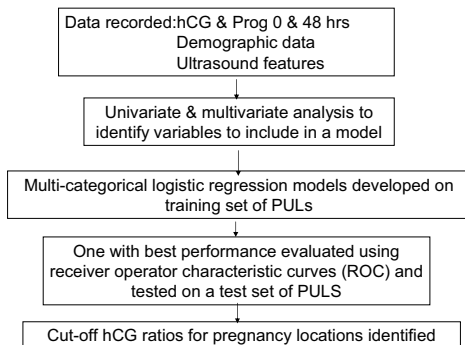 Data recorded:hCG & Prog 0 & 48 hrs
Demographic data
Ultrasound features
Univariate & multivariate analysis to
identify variables to include in a model
Multi-categorical logistic regression models developed on
training set of PULs
One with best performance evaluated using
receiver operator characteristic curves (ROC) and
tested on a test set of PULS
Cut-off hCG ratios for pregnancy locations identified